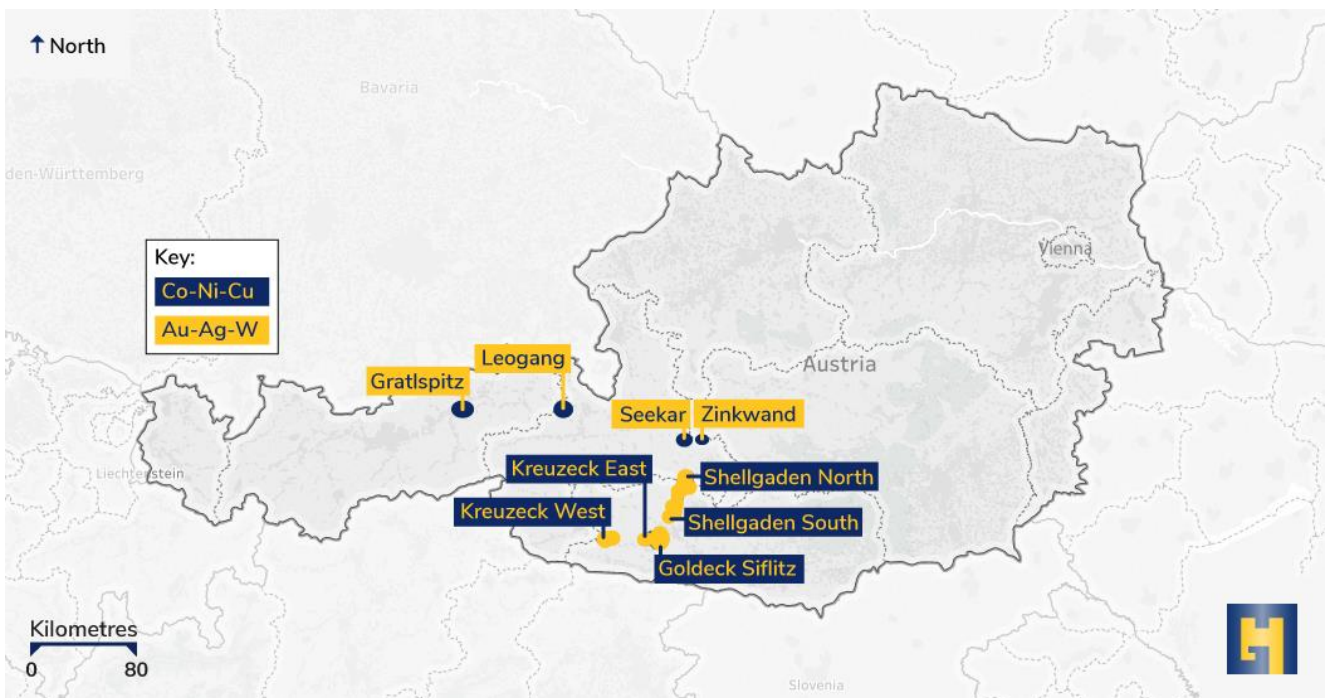 ↑ North
Bavaria
den-Württemberg
Key:
Co-Ni-Cu
Au-Ag-W
Vienna
Leogang
Austria
Gratlspitz
Seekar
Zinkwand
Kreuzeck East
Shellgaden North
Liechtenstein
Kreuzeck West
Shellgaden South
Goldeck Siflitz
Kilometres
0 80
Slovenia
H